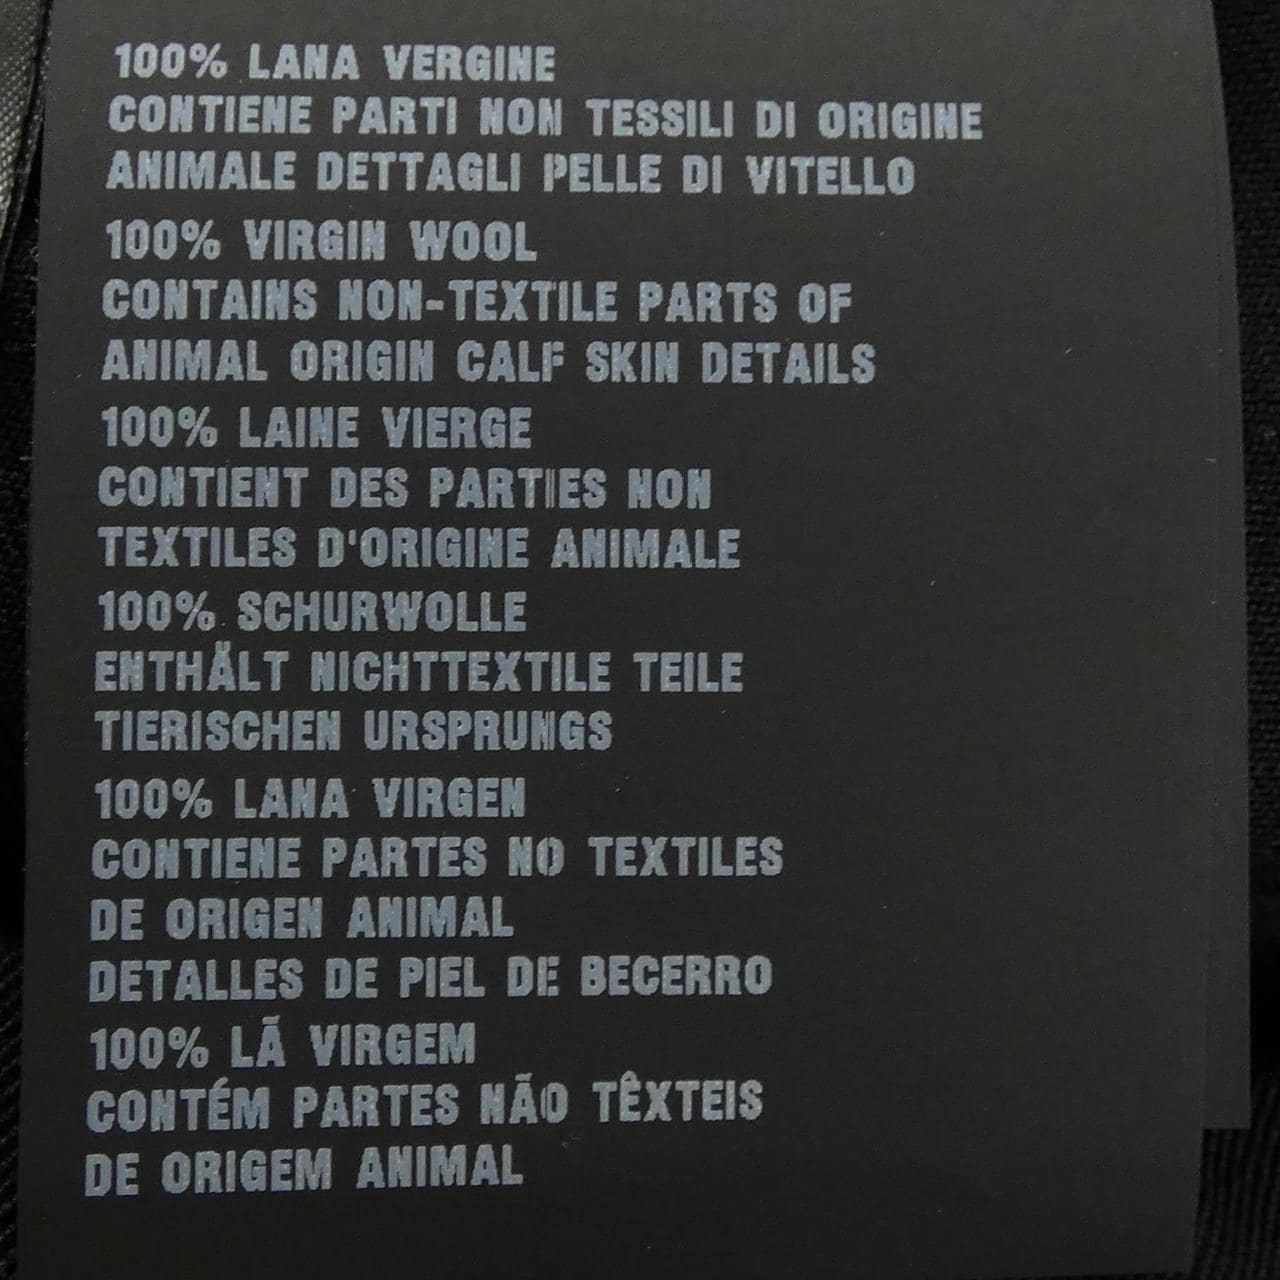 100% LANA VERGINE
CONTIENE PARTI NON TESSILI DI ORIGINE
ANIMALE DETTAGLI PELLE DI VITELLO
100% VIRGIN WOOL
CONTAINS NON-TEXTILE PARTS OF
ANIMAL ORIGIN CALF SKIN DETAILS
100% LAINE VIERGE
CONTIENT DES PARTIES NON
TEXTILES D'ORIGINE ANIMALE
100% SCHURWOLLE
ENTHÄLT NICHTTEXTILE TEILE
TIERISCHEN URSPRUNGS
100% LANA VIRGEN
CONTIENE PARTES NO TEXTILES
DE ORIGEN ANIMAL
DETALLES DE PIEL DE BECERRO
100% LÃ VIRGEM
CONTÉM PARTES NÃO TÊXTEIS
DE ORIGEM ANIMAL